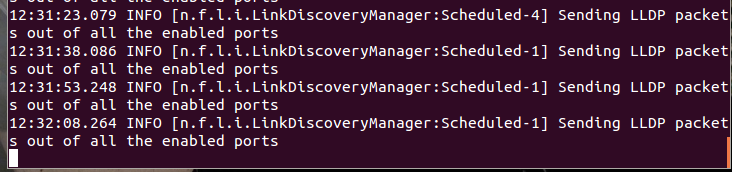 s out of all the enabled ports
12:31:23.079 INFO [n.f.l.i.LinkDiscoveryManager:Scheduled-4] Sending LLDP packet
s out of all the enabled ports
12:31:38.086 INFO [n.f.l.i.LinkDiscoveryManager:Scheduled-1] Sending LLDP packet
s out of all the enabled ports
12:31:53.248 INFO [n.f.l.i.LinkDiscoveryManager:Scheduled-1] Sending LLDP packet
s out of all the enabled ports
12:32:08.264 INFO [n.f.l.i.LinkDiscoveryManager:Scheduled-1] Sending LLDP packet
s out of all the enabled ports